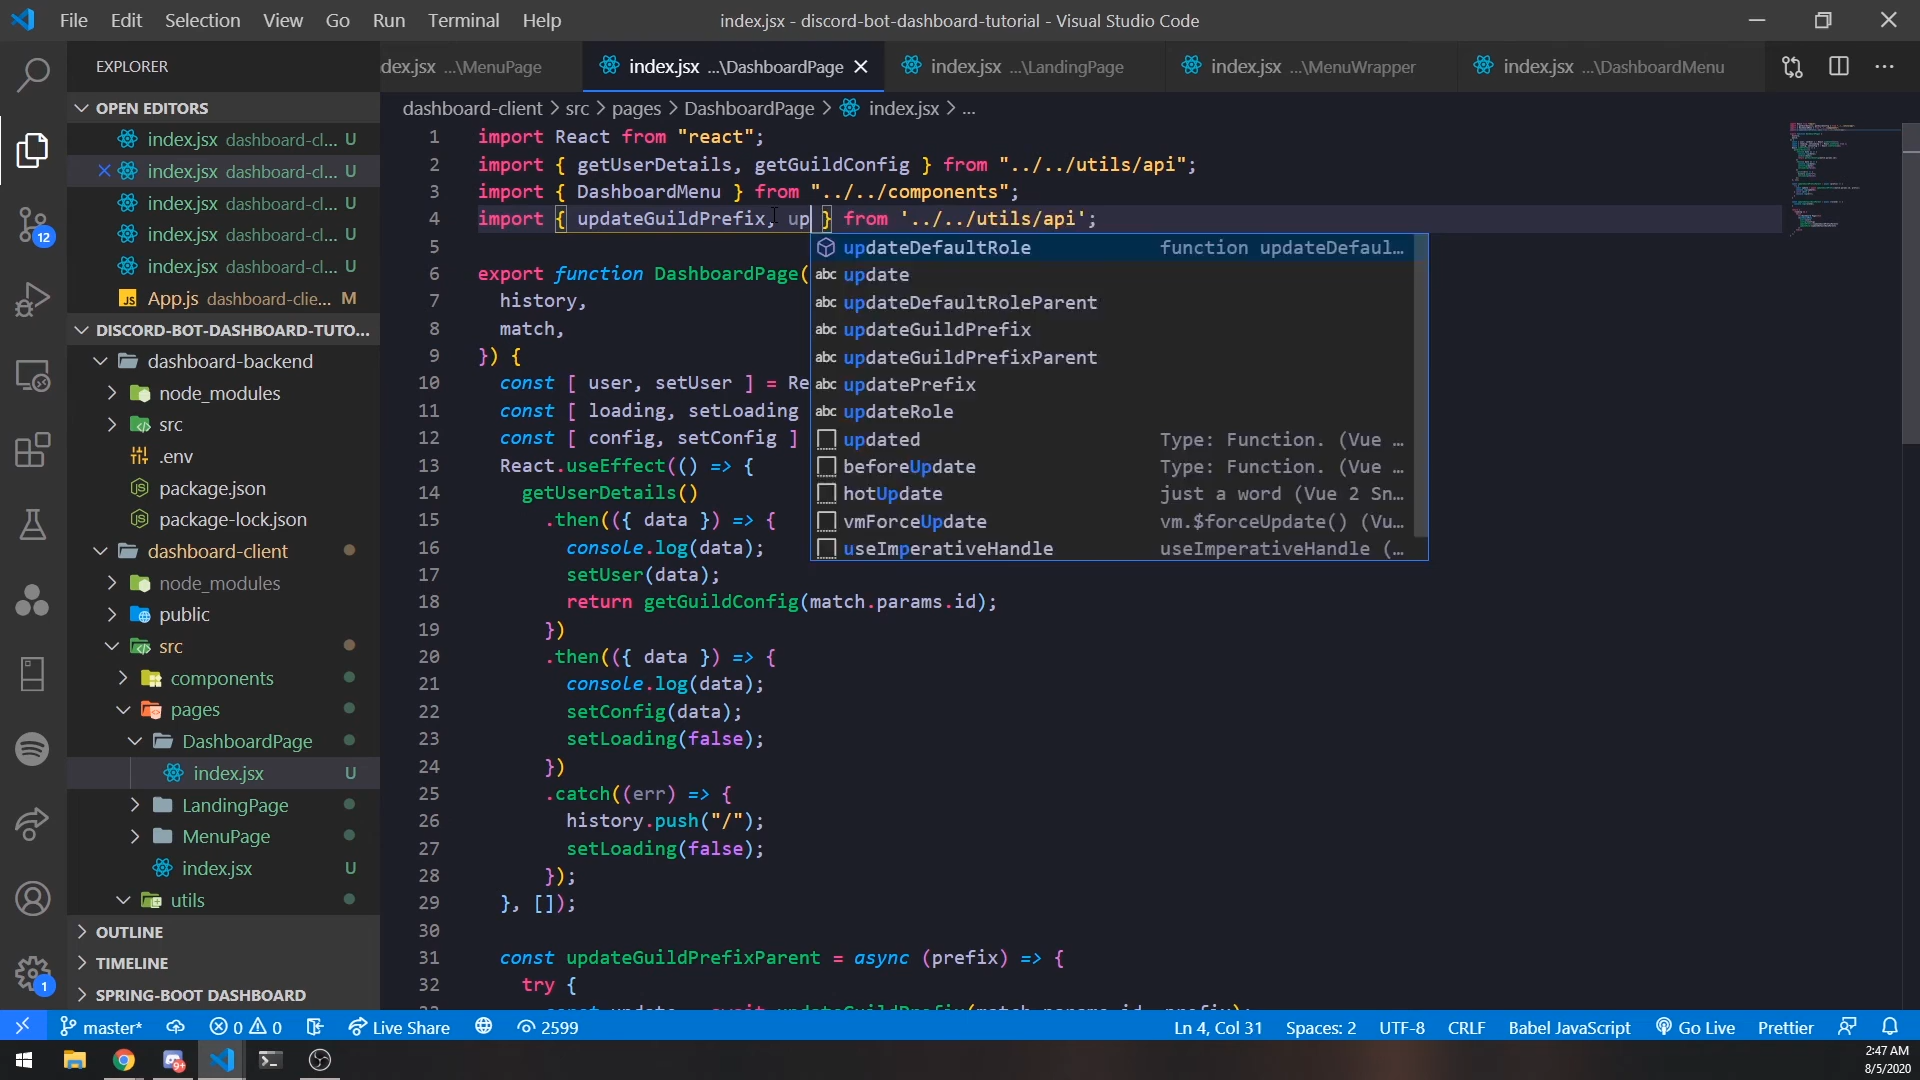 File Edit Selection View Go Run Terminal Help
index.jsx - discord-bot-dashboard-tutorial - Visual Studio Code
EXPLORER
dex.jsx ...\MenuPage
index.jsx ...\DashboardPage
index.jsx ...\LandingPage
index.jsx ...\MenuWrapper
index.jsx ...\DashboardMenu
OPEN EDITORS
index.jsx dashboard-cl... U
index.jsx dashboard-cl... U
index.jsx dashboard-cl... U
index.jsx dashboard-cl... U
index.jsx dashboard-cl... U
JS App.js dashboard-clie... M
DISCORD-BOT-DASHBOARD-TUTO...
dashboard-backend
node_modules
src
.env
package.json
package-lock.json
dashboard-client
node_modules
public
src
components
pages
DashboardPage
index.jsx U
LandingPage
MenuPage
index.jsx U
utils
OUTLINE
TIMELINE
SPRING-BOOT DASHBOARD
12
1
dashboard-client > src > pages > DashboardPage > index.jsx > ...
1 import React from "react";
2 import { getUserDetails, getGuildConfig } from "../../utils/api";
3 import { DashboardMenu } from "../../components";
4 import { updateGuildPrefix, up } from '../../utils/api';
5
6 export function DashboardPage(
7 history,
8 match,
9 }) {
10 const [ user, setUser ] = Re
11 const [ loading, setLoading
12 const [ config, setConfig ]
13 React.useEffect(() => {
14 getUserDetails()
15 .then(({ data }) => {
16 console.log(data);
17 setUser(data);
18 return getGuildConfig(match.params.id);
19 })
20 .then(({ data }) => {
21 console.log(data);
22 setConfig(data);
23 setLoading(false);
24 })
25 .catch((err) => {
26 history.push("/");
27 setLoading(false);
28 });
29 }, []);
30
31 const updateGuildPrefixParent = async (prefix) => {
32 try {
updateDefaultRole function updateDefaul...
abc update
abc updateDefaultRoleParent
abc updateGuildPrefix
abc updateGuildPrefixParent
abc updatePrefix
abc updateRole
updated Type: Function. (Vue ...
beforeUpdate Type: Function. (Vue ...
hotUpdate just a word (Vue 2 Sn...
vmForceUpdate vm.$forceUpdate() (Vu...
useImperativeHandle useImperativeHandle (...
master* 0 0 Live Share 2599 Ln 4, Col 31 Spaces: 2 UTF-8 CRLF Babel JavaScript Go Live Prettier
9+
2:47 AM
8/5/2020